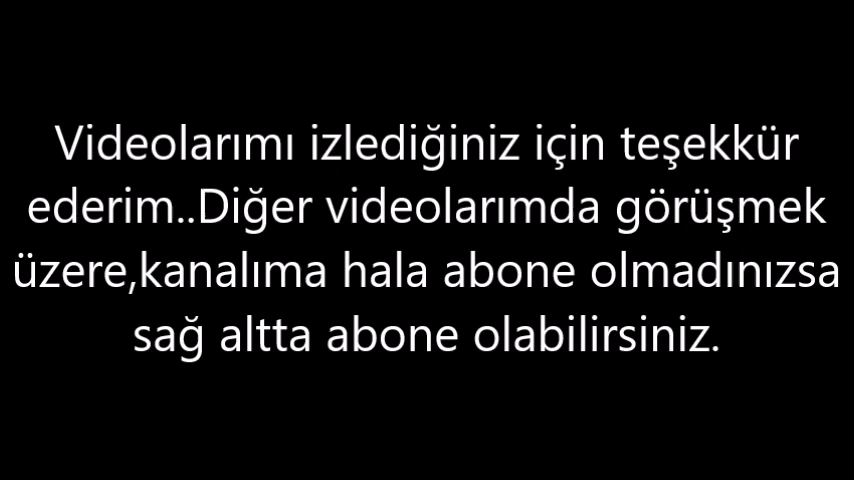 Videolarımı izlediğiniz için teşekkür
ederim..Diğer videolarımda görüşmek
üzere,kanalıma hala abone olmadınızsa
sağ altta abone olabilirsiniz.